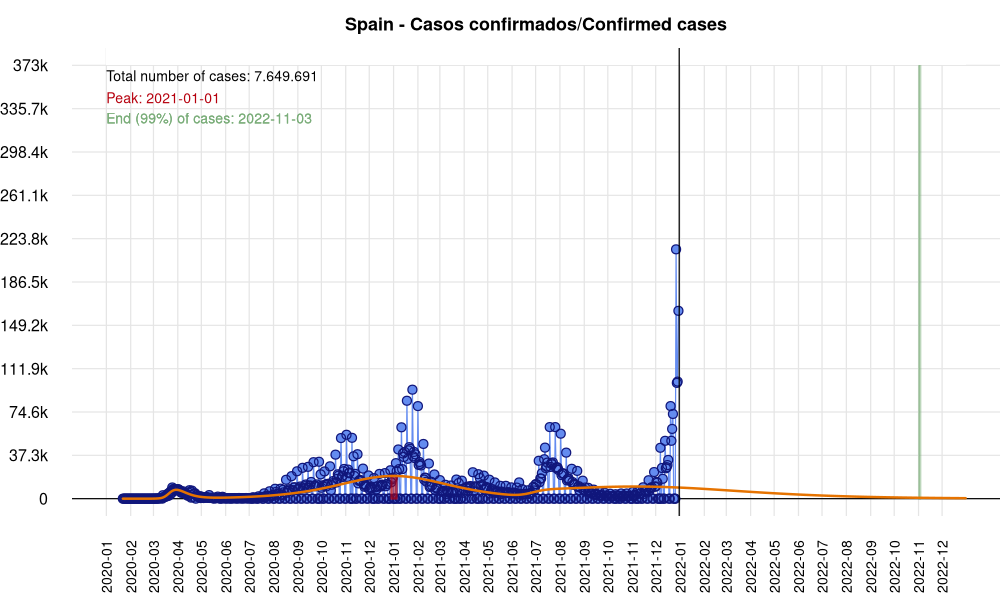 Spain - Casos confirmados/Confirmed cases
Total number of cases: 7.649.691
Peak: 2021-01-01
End (99%) of cases: 2022-11-03
373k
335.7k
298.4k
261.1k
223.8k
186.5k
149.2k
111.9k
74.6k
37.3k
0
2020-01
2020-02
2020-03
2020-04
2020-05
2020-06
2020-07
2020-08
2020-09
2020-10
2020-11
2020-12
2021-01
2021-02
2021-03
2021-04
2021-05
2021-06
2021-07
2021-08
2021-09
2021-10
2021-11
2021-12
2022-01
2022-02
2022-03
2022-04
2022-05
2022-06
2022-07
2022-08
2022-09
2022-10
2022-11
2022-12